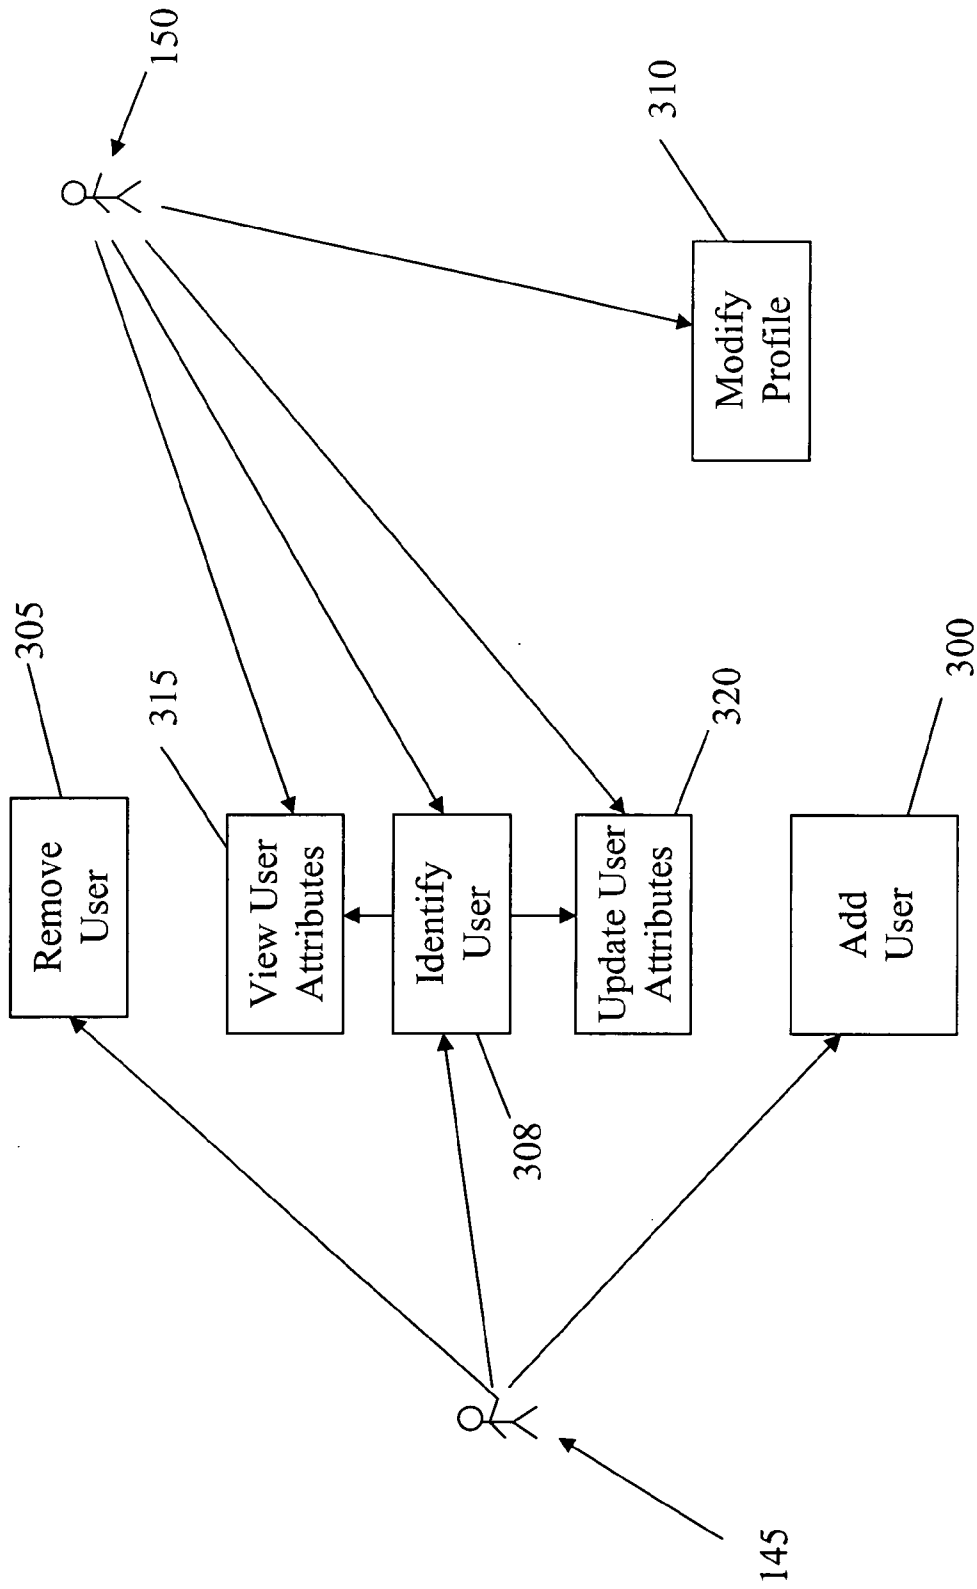 305
Remove
User
315
View User
Attributes
150
Identify
User
308
Update User
Attributes
320
310
Modify
Profile
Add
User
300
145